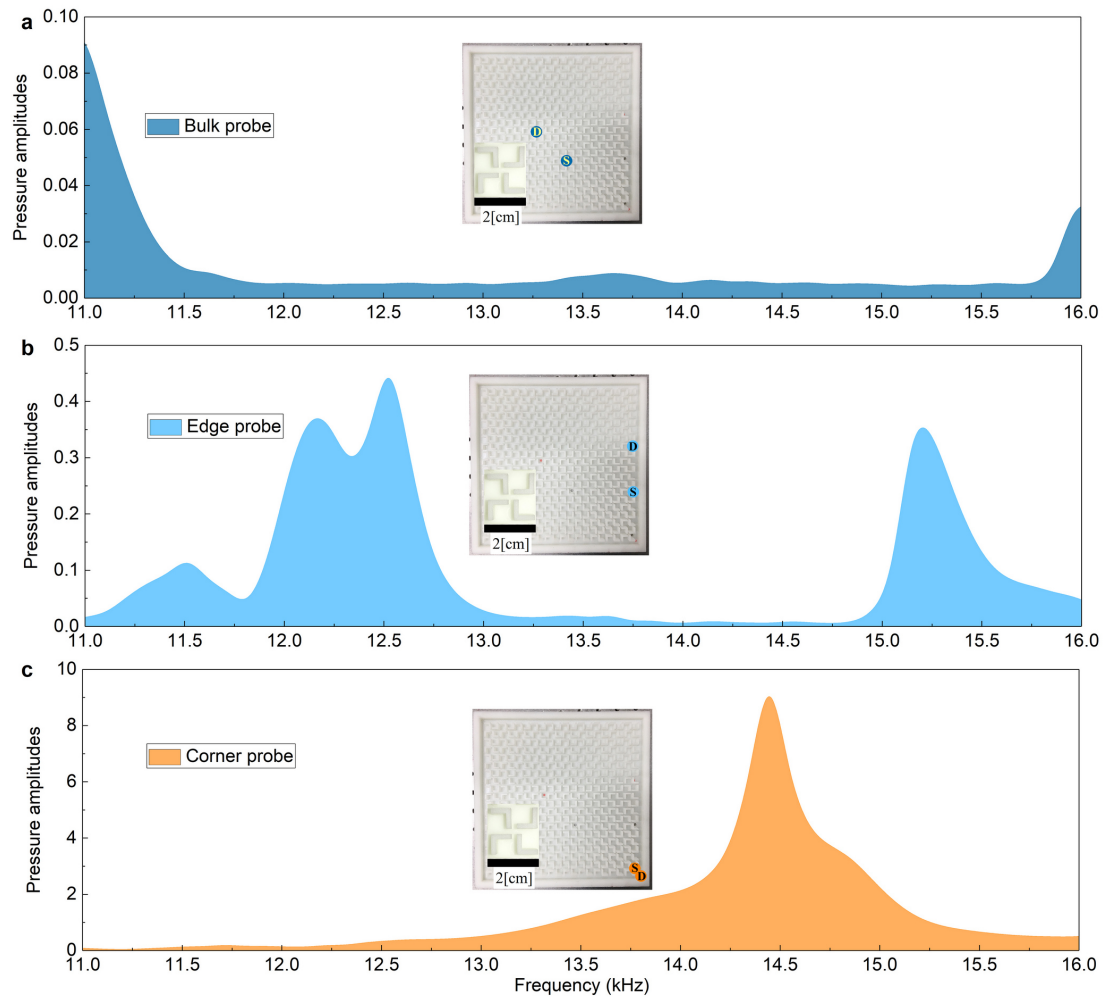 a
0.10
0.08
0.06
0.04
0.02
0.00
Pressure amplitudes
Bulk probe
D
S
2[cm]
11.0 11.5 12.0 12.5 13.0 13.5 14.0 14.5 15.0 15.5 16.0
b
0.5
0.4
0.3
0.2
0.1
0.0
Pressure amplitudes
Edge probe
D
S
2[cm]
11.0 11.5 12.0 12.5 13.0 13.5 14.0 14.5 15.0 15.5 16.0
c
10
8
6
4
2
0
Pressure amplitudes
Corner probe
S
D
2[cm]
11.0 11.5 12.0 12.5 13.0 13.5 14.0 14.5 15.0 15.5 16.0
Frequency (kHz)